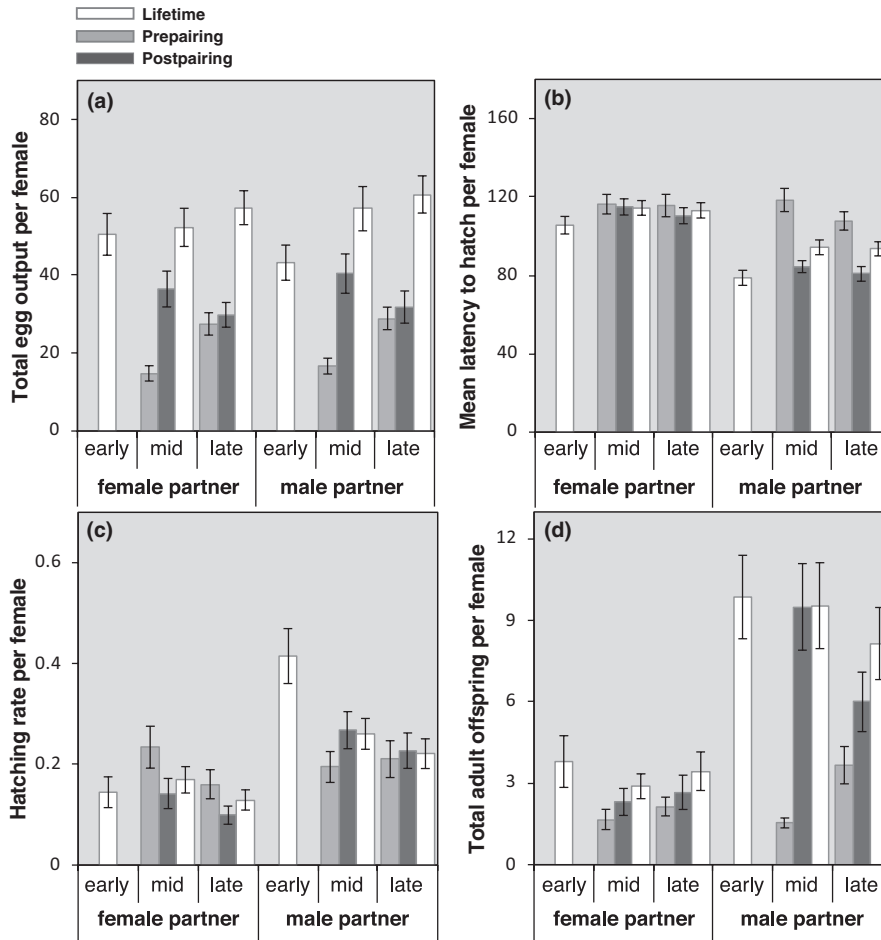 Lifetime
Prepairing
Postpairing
(a)
Total egg output per female
80
60
40
20
0
early mid late early mid late
female partner male partner
(b)
Mean latency to hatch per female
160
120
80
40
0
early mid late early mid late
female partner male partner
(c)
Hatching rate per female
0.6
0.4
0.2
0
early mid late early mid late
female partner male partner
(d)
Total adult offspring per female
12
9
6
3
0
early mid late early mid late
female partner male partner